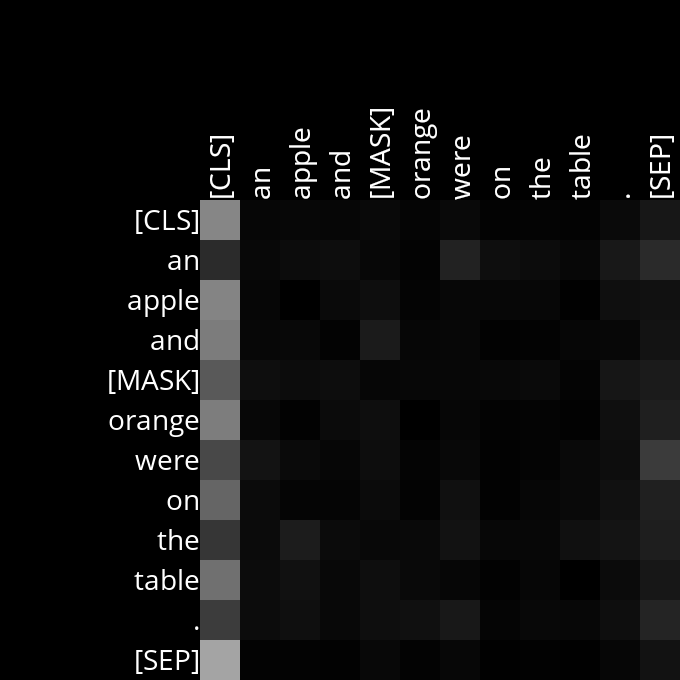 [CLS] an apple and [MASK] orange were on the table . [SEP]
[CLS]
an
apple
and
[MASK]
orange
were
on
the
table
.
[SEP]